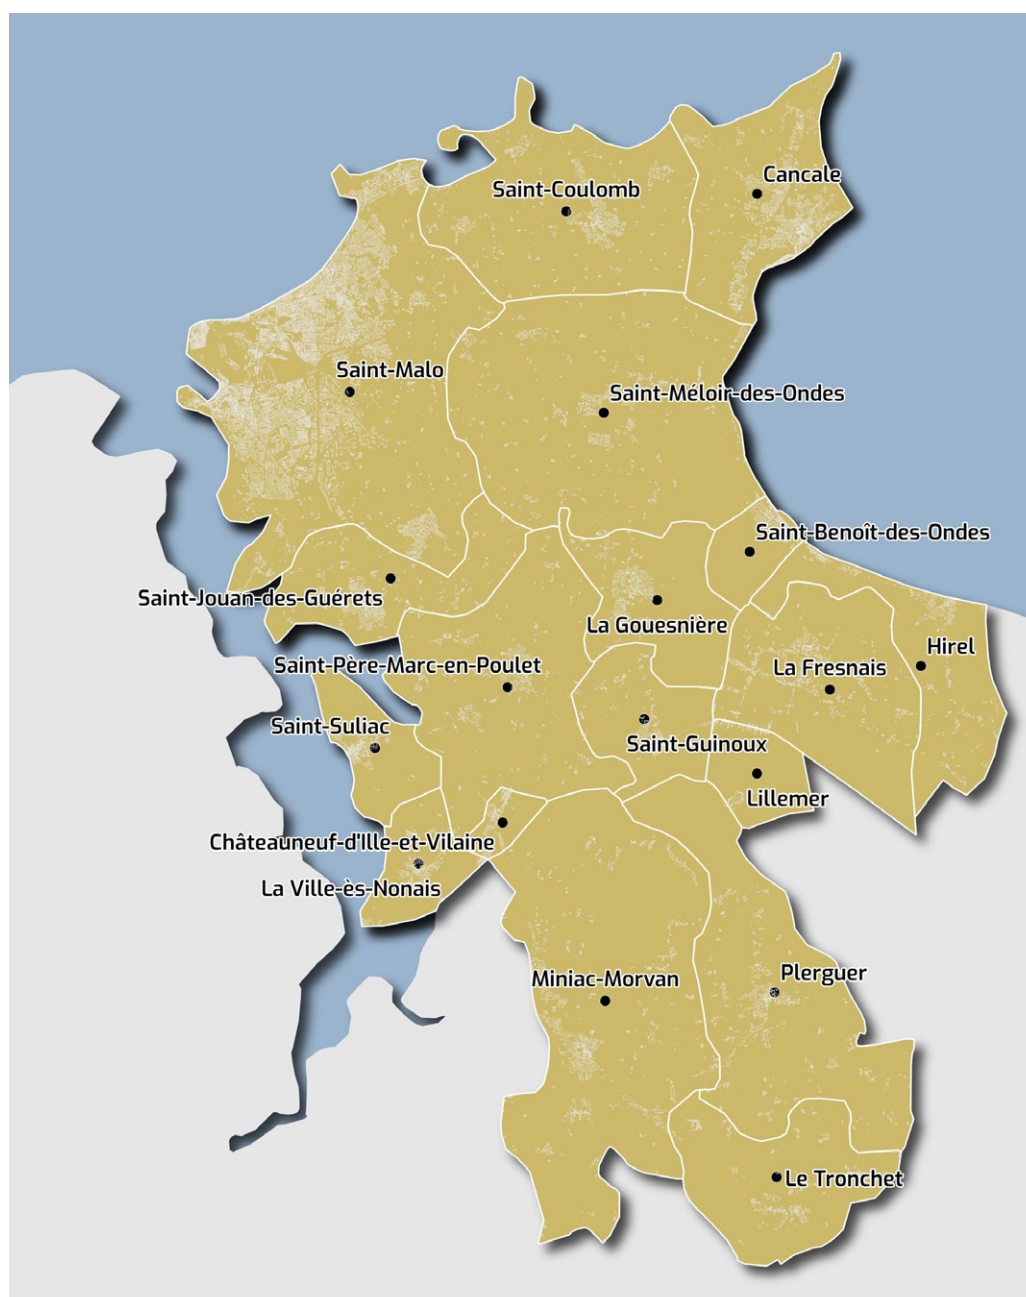 Cancale
Saint-Coulomb
Saint-Malo
Saint-Méloir-des-Ondes
Saint-Benoît-des-Ondes
Saint-Jouan-des-Guérets
La Gouesnière
Hirel
Saint-Père-Marc-en-Poulet
La Fresnais
Saint-Suliac
Saint-Guinoux
Lillemer
Châteauneuf-d'Ille-et-Vilaine
La Ville-ès-Nonais
Plerguer
Miniac-Morvan
Le Tronchet